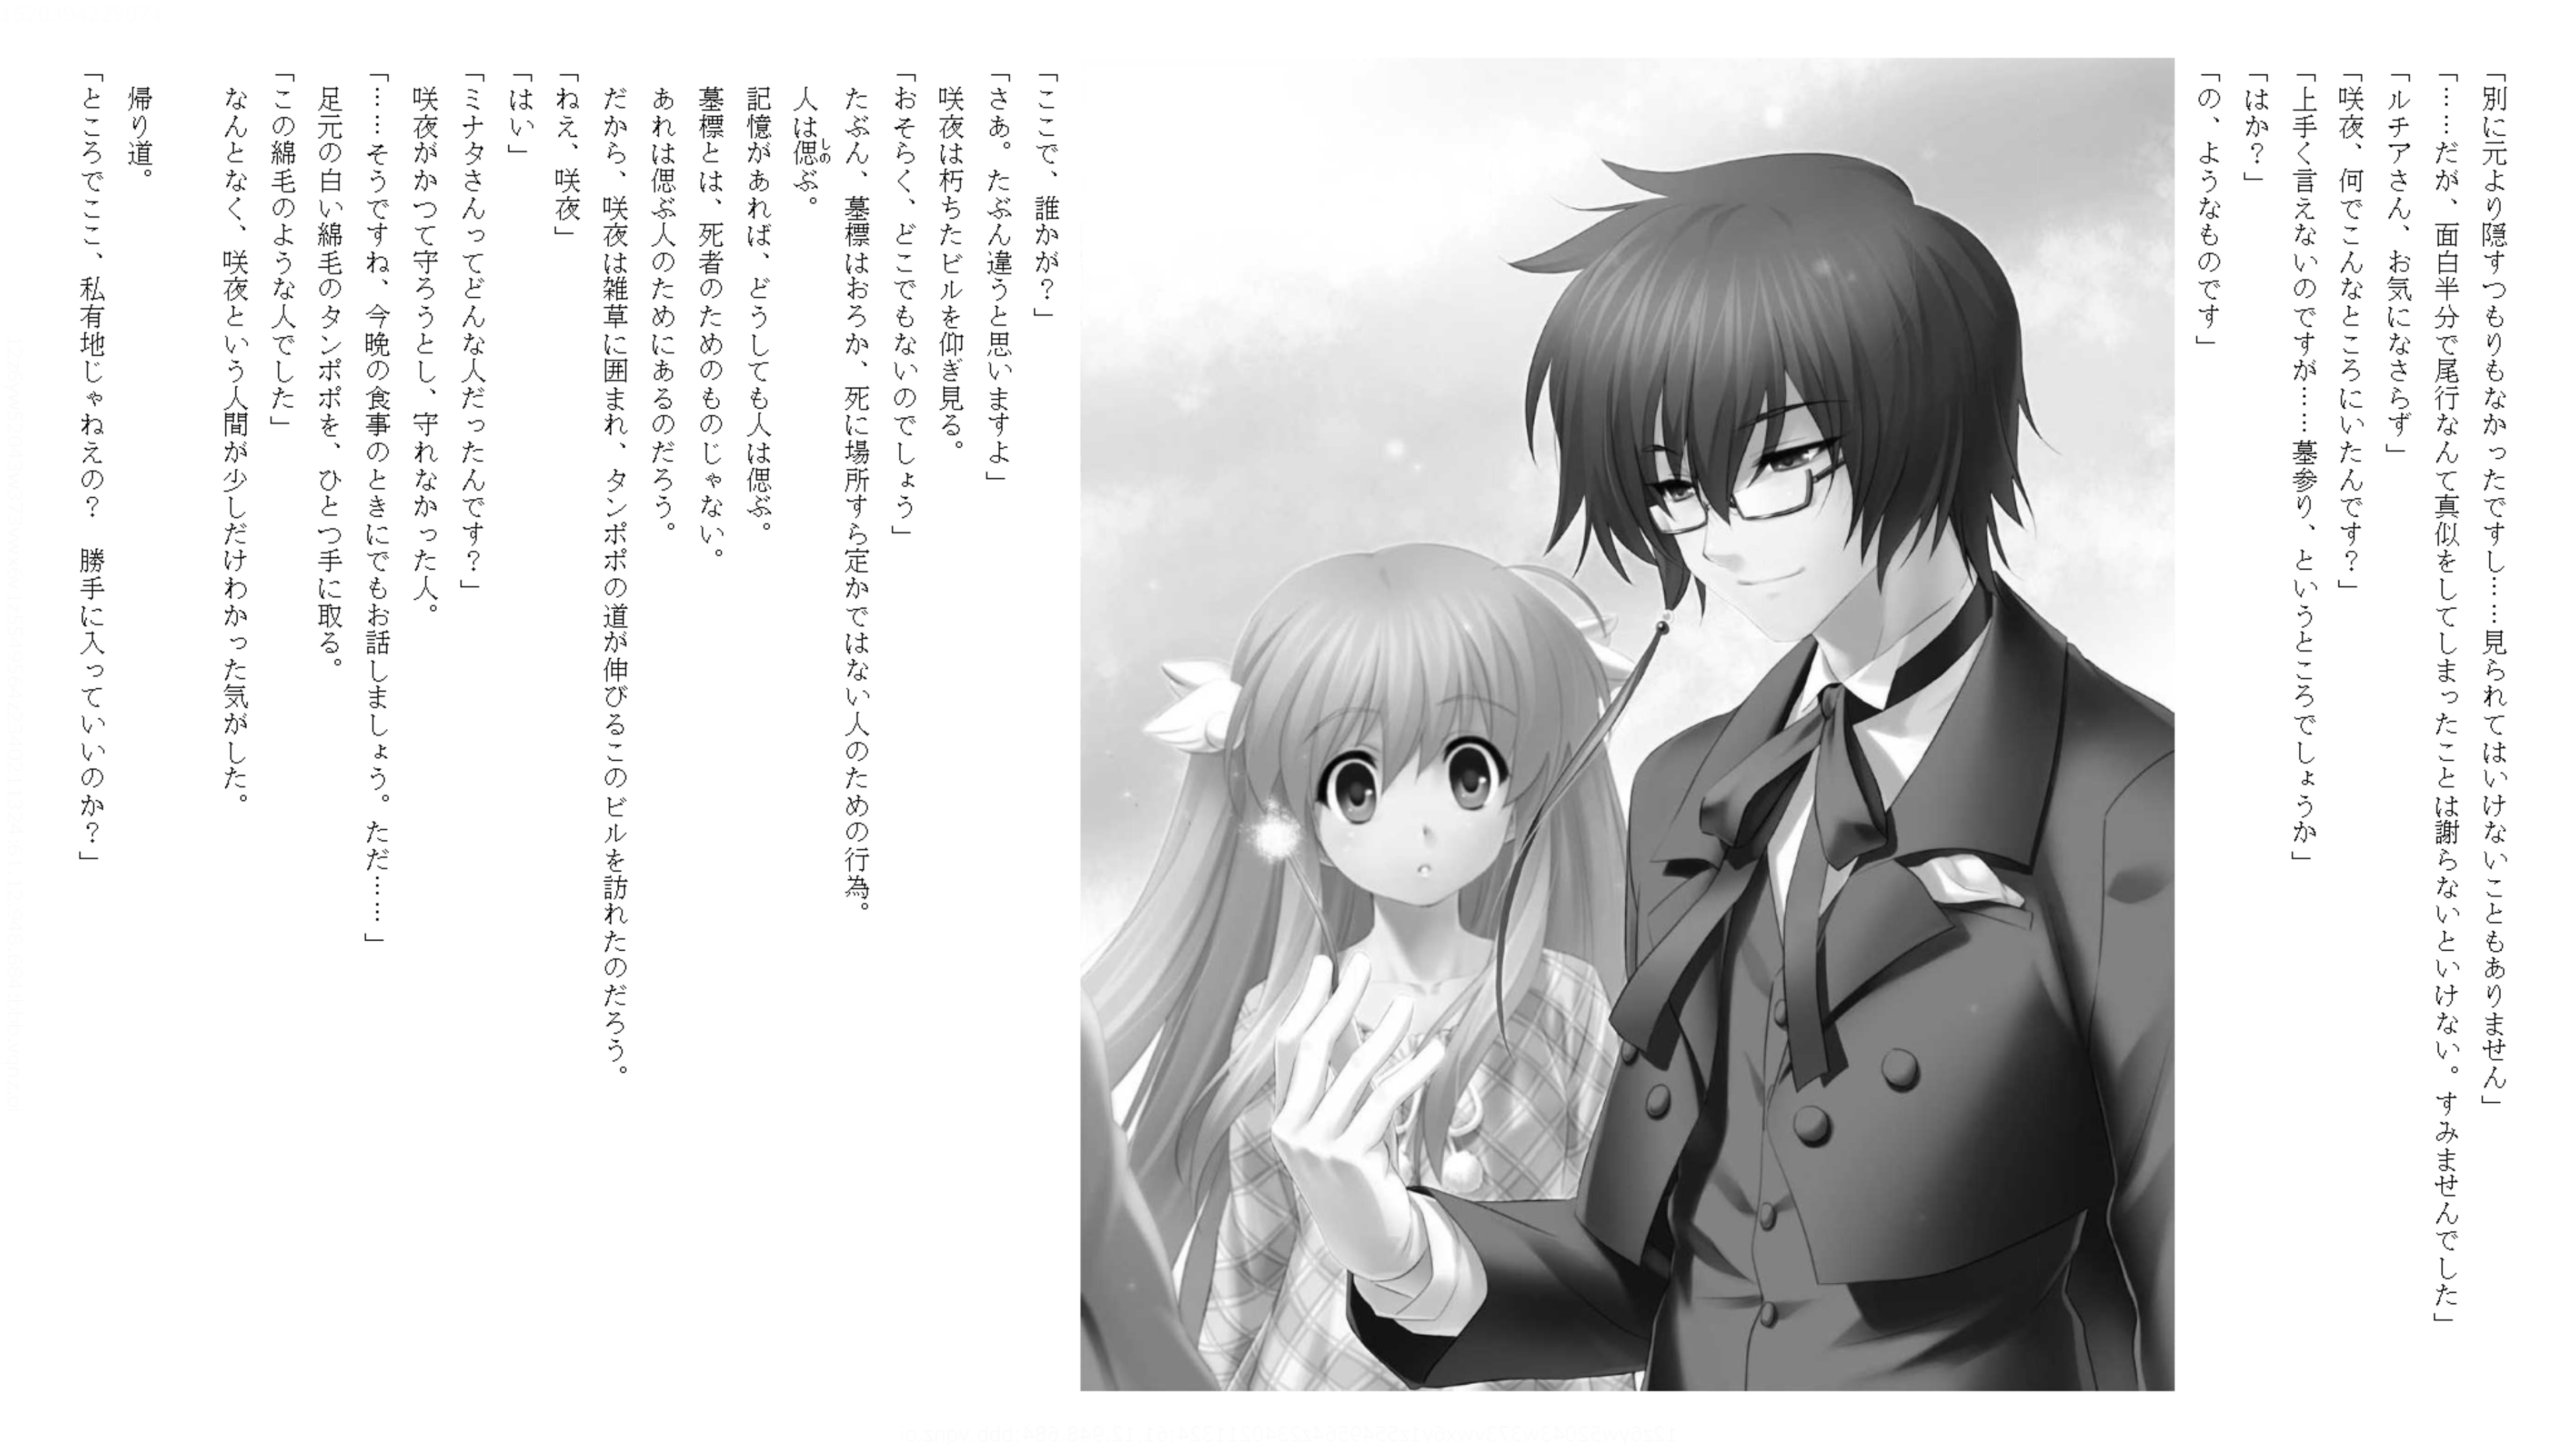 「別に元より隠すつもりもなかったですし……見られてはいけないこともありません」
「……だが、面白半分で尾行なんて真似をしてしまったことは謝らないといけない。すみませんでした」
「ルチアさん、お気になさらず」
「咲夜、何でこんなところにいたんです？」
「上手く言えないのですが……墓参り、というところでしょうか」
「はか？」
「の、ようなものです」
「ここで、誰かが？」
「さあ。たぶん違うと思いますよ」
咲夜は朽ちたビルを仰ぎ見る。
「おそらく、どこでもないのでしょう」
たぶん、墓標はおろか、死に場所すら定かではない人のための行為。
人は偲しのぶ。
記憶があれば、どうしても人は偲ぶ。
墓標とは、死者のためのものじゃない。
あれは偲ぶ人のためにあるのだろう。
だから、咲夜は雑草に囲まれ、タンポポの道が伸びるこのビルを訪れたのだろう。
「ねえ、咲夜」
「はい」
「ミナタさんってどんな人だったんです？」
咲夜がかつて守ろうとし、守れなかった人。
「……そうですね、今晩の食事のときにでもお話しましょう。ただ……」
足元の白い綿毛のタンポポを、ひとつ手に取る。
「この綿毛のような人でした」
なんとなく、咲夜という人間が少しだけわかった気がした。
帰り道。
「ところでここ、私有地じゃねえの？　勝手に入っていいのか？」